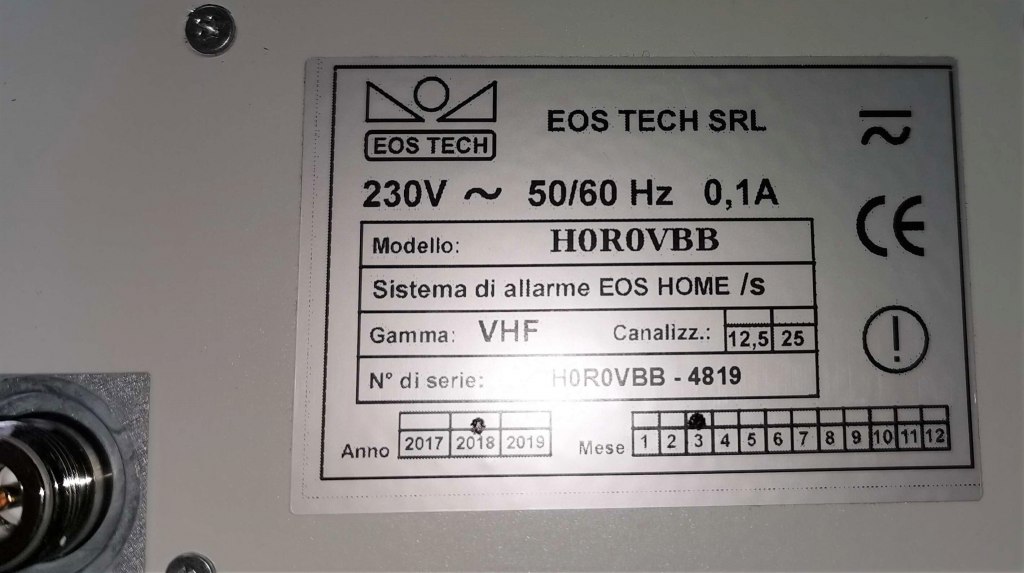 EOS TECH
EOS TECH SRL
230V ~ 50/60 Hz 0,1A
Modello: H0R0VBB
Sistema di allarme EOS HOME /s
Gamma: VHF Canalizz.: 12,5 25
N° di serie: H0R0VBB - 4819
Anno 2017 2018 2019 Mese 1 2 3 4 5 6 7 8 9 10 11 12
CE
!